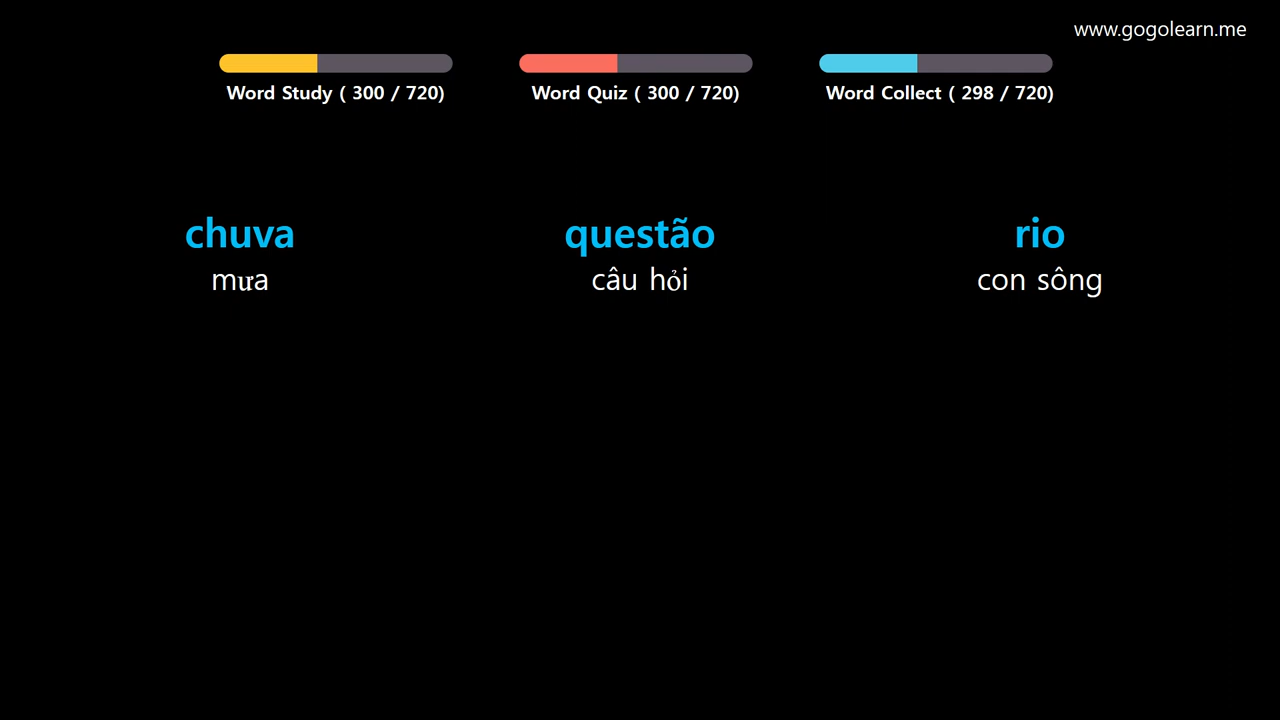 www.gogolearn.me
Word Study ( 300 / 720)
Word Quiz ( 300 / 720)
Word Collect ( 298 / 720)
chuva
mưa
questão
câu hỏi
rio
con sông